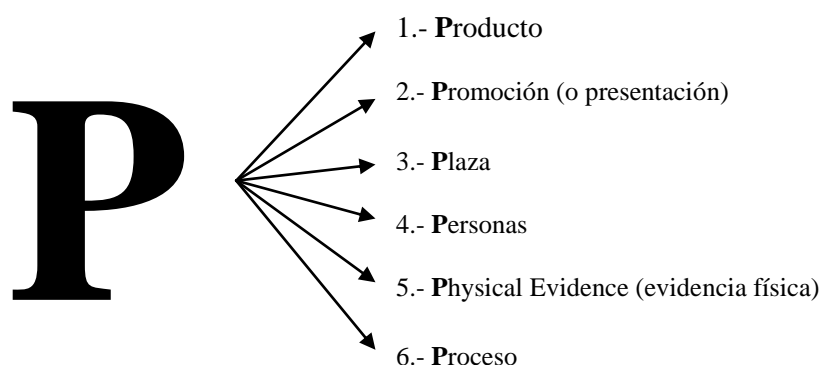 P
1.- Producto
2.- Promoción (o presentación)
3.- Plaza
4.- Personas
5.- Physical Evidence (evidencia física)
6.- Proceso